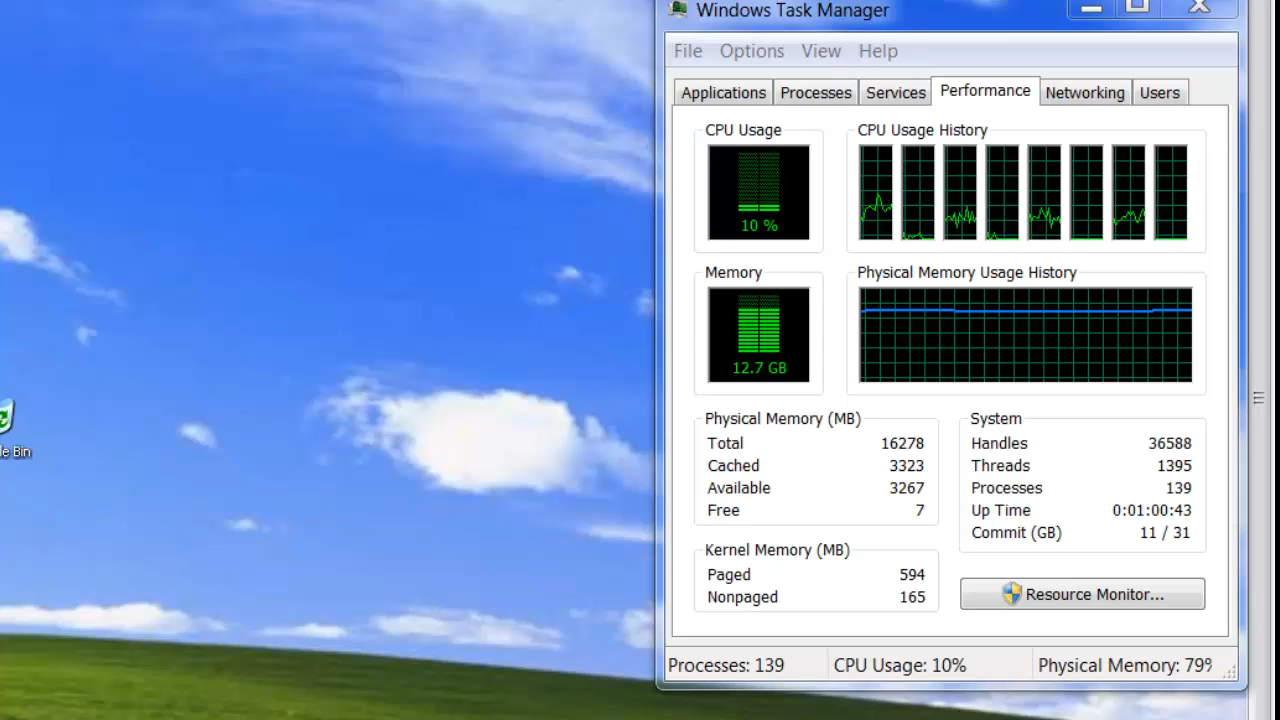 Windows Task Manager
File Options View Help
Applications Processes Services Performance Networking Users
CPU Usage
CPU Usage History
10 %
Memory
Physical Memory Usage History
12.7 GB
Physical Memory (MB)
Total 16278
Cached 3323
Available 3267
Free 7
System
Handles 36588
Threads 1395
Processes 139
Up Time 0:01:00:43
Commit (GB) 11 / 31
Kernel Memory (MB)
Paged 594
Nonpaged 165
Resource Monitor...
Processes: 139 CPU Usage: 10% Physical Memory: 79%
le Bin